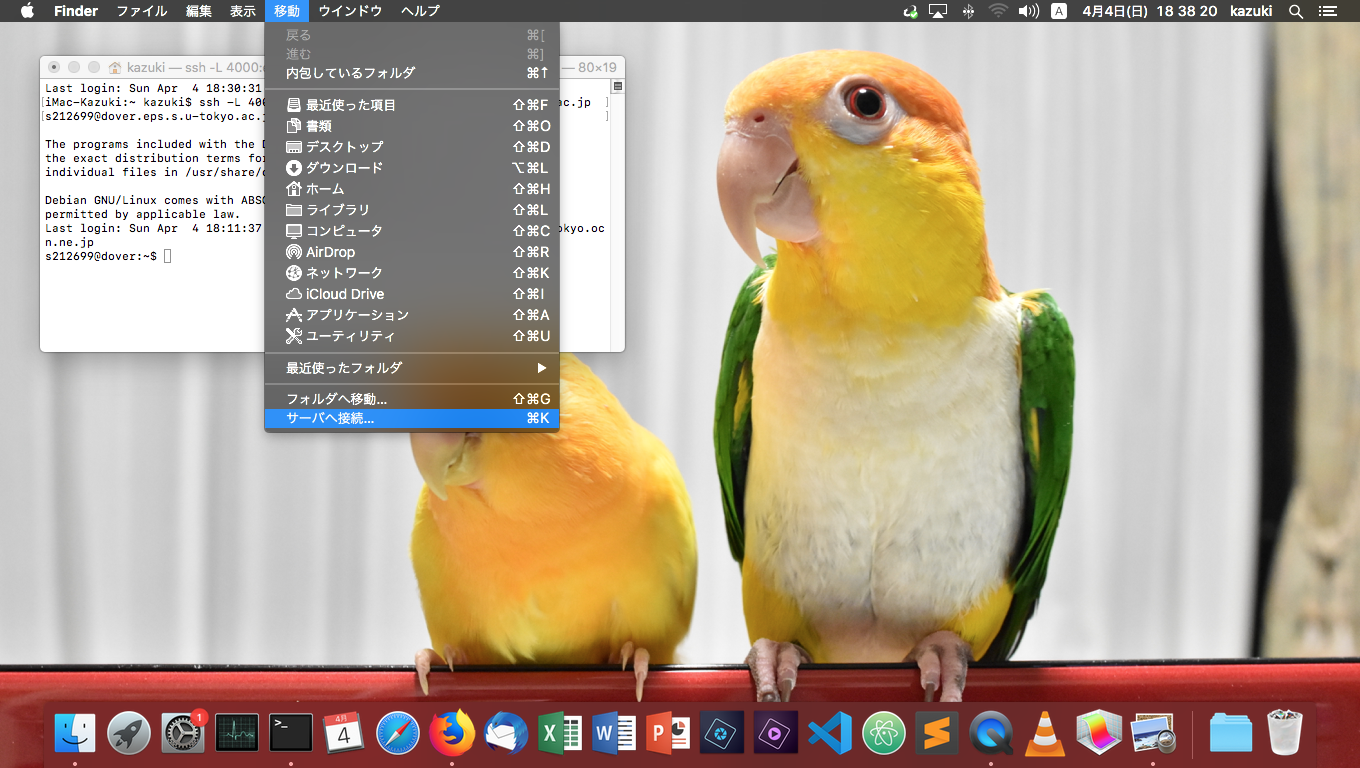 Finder ファイル 編集 表示 移動 ウインドウ ヘルプ A 4月4日(日) 18 38 20 kazuki
kazuki — ssh -L 4000: — 80×19
Last login: Sun Apr  4 18:30:31
iMac-Kazuki:~ kazuki$ ssh -L 400 ac.jp
s212699@dover.eps.s.u-tokyo.ac.
The programs included with the
the exact distribution terms for
individual files in /usr/share/
Debian GNU/Linux comes with ABSO
permitted by applicable law.
Last login: Sun Apr  4 18:11:37 okyo.oc
n.ne.jp
s212699@dover:~$
戻る ⌘[
進む ⌘]
内包しているフォルダ ⌘↑
最近使った項目 ⇧⌘F
書類 ⇧⌘O
デスクトップ ⇧⌘D
ダウンロード ⌥⌘L
ホーム ⇧⌘H
ライブラリ ⇧⌘L
コンピュータ ⇧⌘C
AirDrop ⇧⌘R
ネットワーク ⇧⌘K
iCloud Drive ⇧⌘I
アプリケーション ⇧⌘A
ユーティリティ ⇧⌘U
最近使ったフォルダ ▶
フォルダへ移動... ⇧⌘G
サーバへ接続... ⌘K
1
>_
4月
4
X
W
P